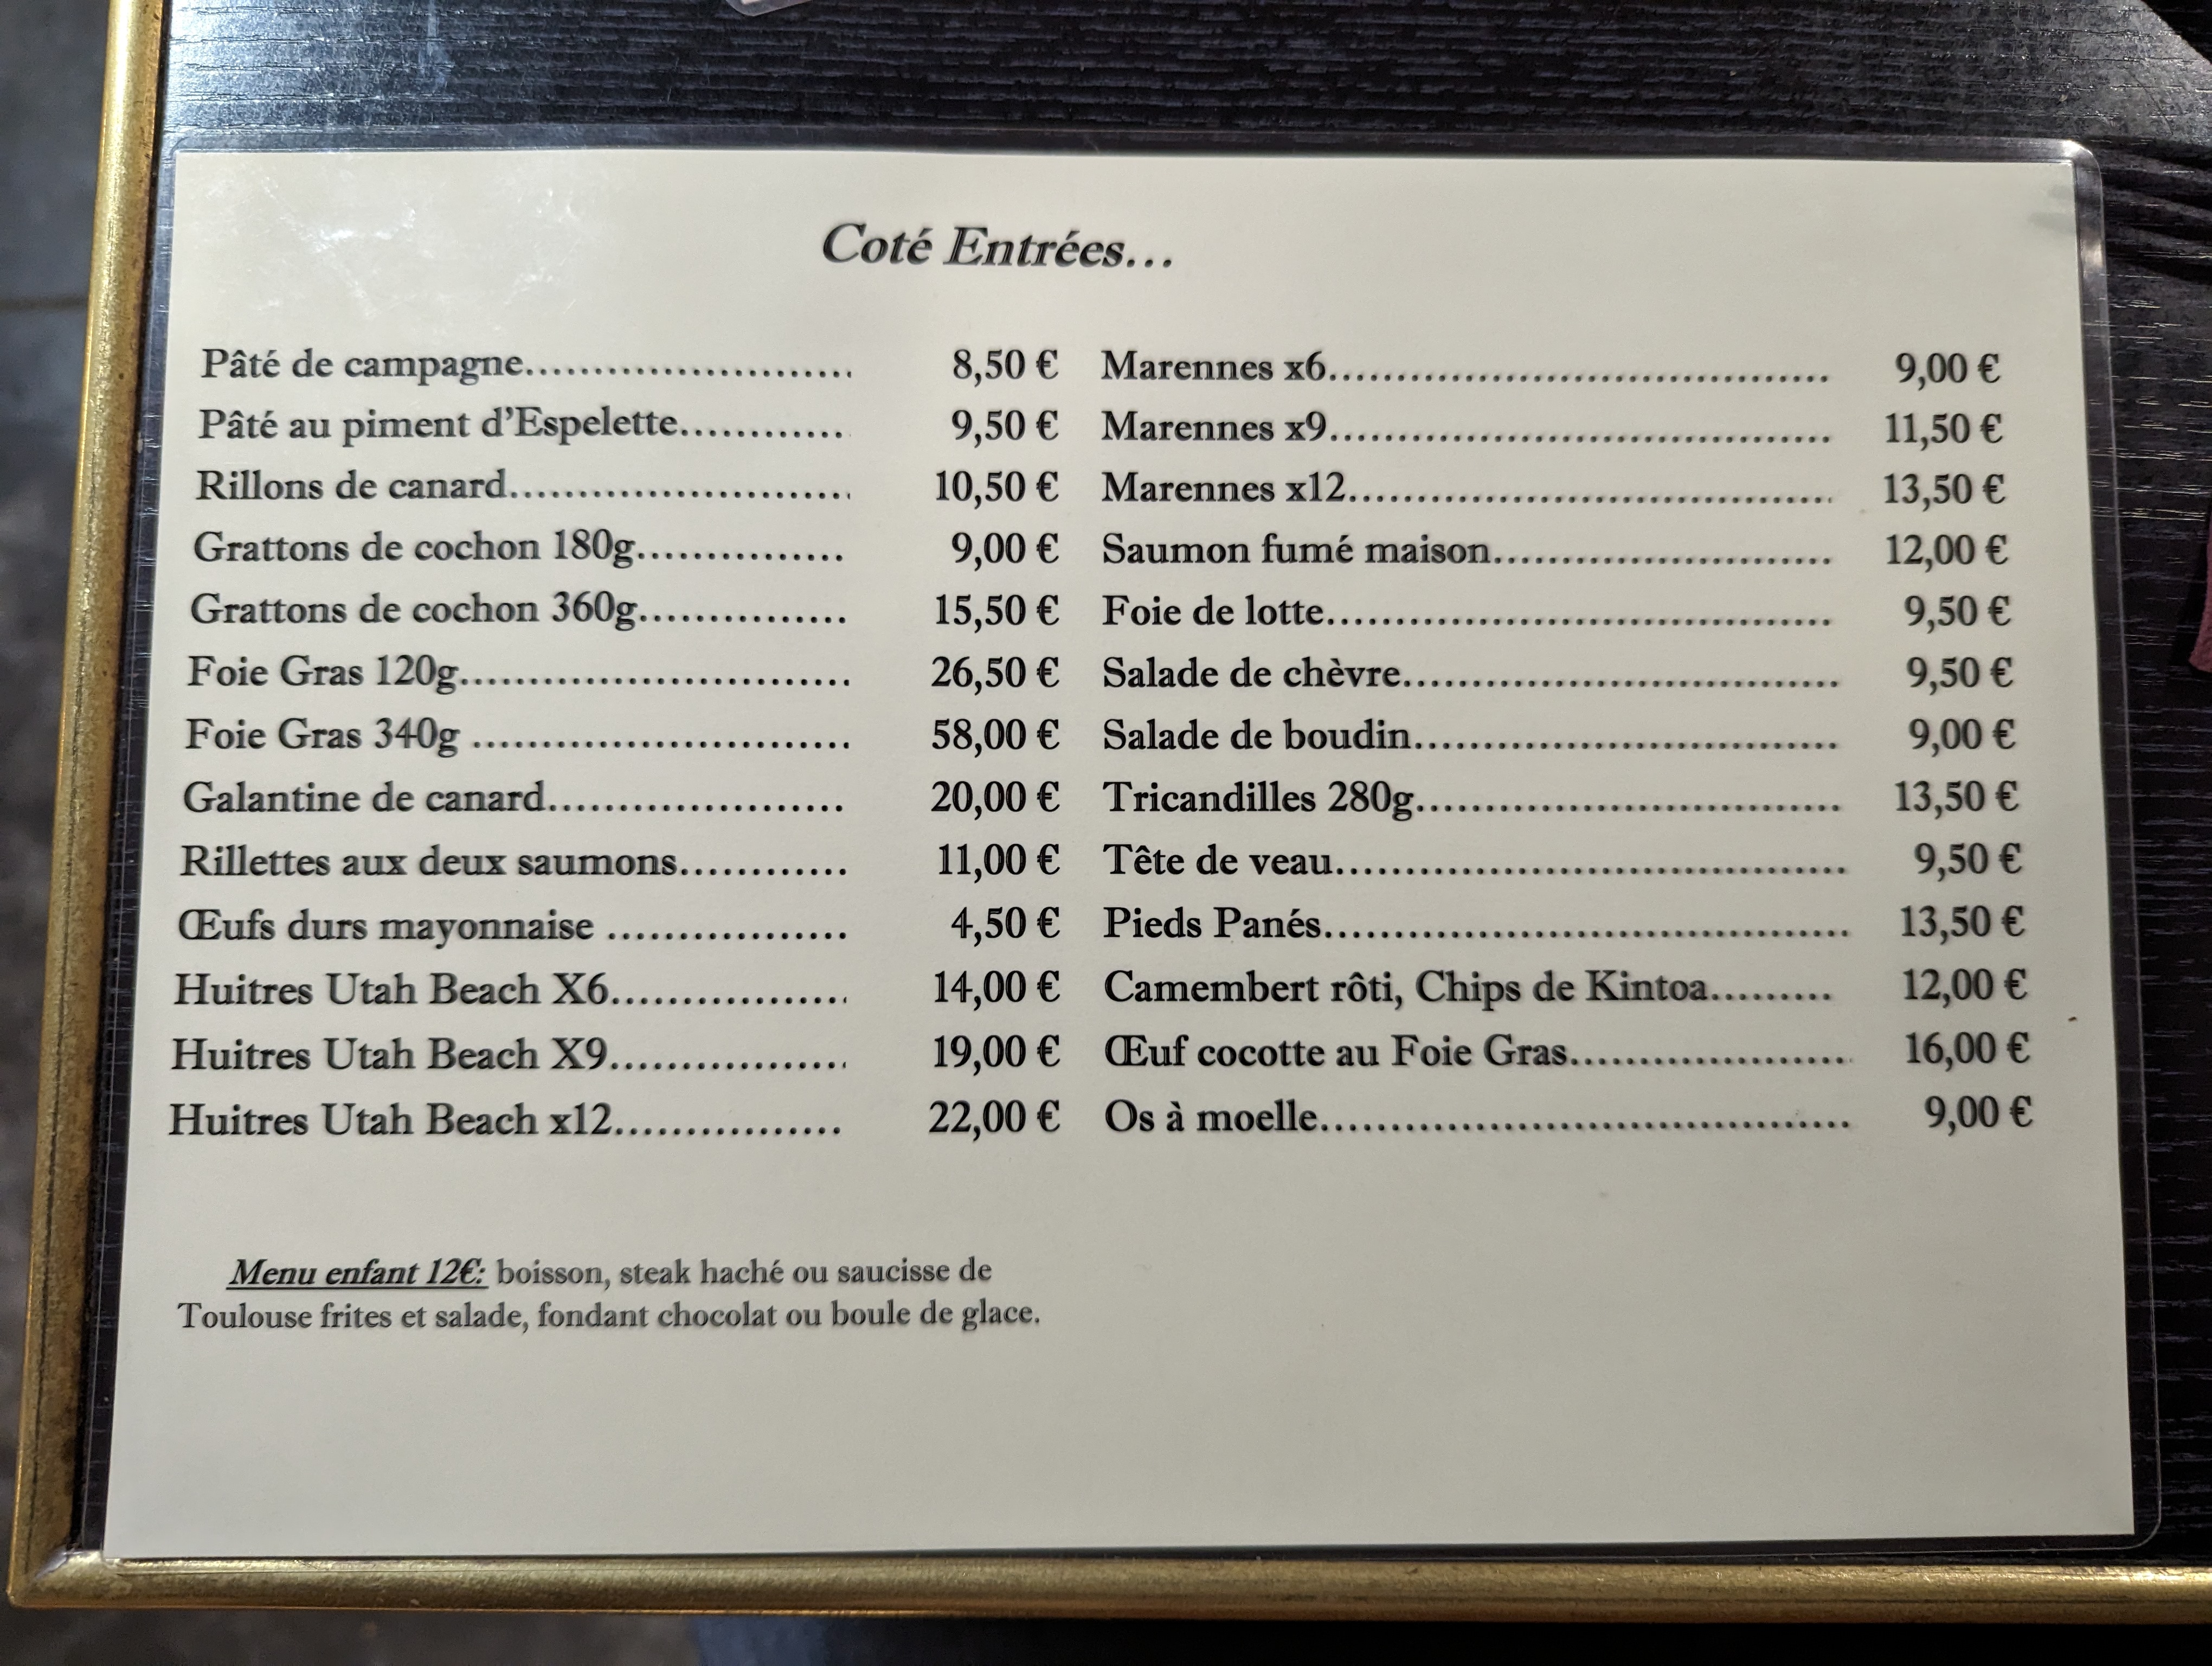 Coté Entrées...
Pâté de campagne........................ 8,50 €
Pâté au piment d'Espelette............ 9,50 €
Rillons de canard......................... 10,50 €
Grattons de cochon 180g............... 9,00 €
Grattons de cochon 360g............... 15,50 €
Foie Gras 120g............................ 26,50 €
Foie Gras 340g ........................... 58,00 €
Galantine de canard..................... 20,00 €
Rillettes aux deux saumons............ 11,00 €
Œufs durs mayonnaise ................. 4,50 €
Huitres Utah Beach X6................. 14,00 €
Huitres Utah Beach X9................. 19,00 €
Huitres Utah Beach x12................ 22,00 €
Marennes x6.................................... 9,00 €
Marennes x9.................................... 11,50 €
Marennes x12................................... 13,50 €
Saumon fumé maison........................ 12,00 €
Foie de lotte.................................... 9,50 €
Salade de chèvre............................... 9,50 €
Salade de boudin.............................. 9,00 €
Tricandilles 280g.............................. 13,50 €
Tête de veau.................................... 9,50 €
Pieds Panés..................................... 13,50 €
Camembert rôti, Chips de Kintoa......... 12,00 €
Œuf cocotte au Foie Gras.................... 16,00 €
Os à moelle...................................... 9,00 €
Menu enfant 12€: boisson, steak haché ou saucisse de
Toulouse frites et salade, fondant chocolat ou boule de glace.